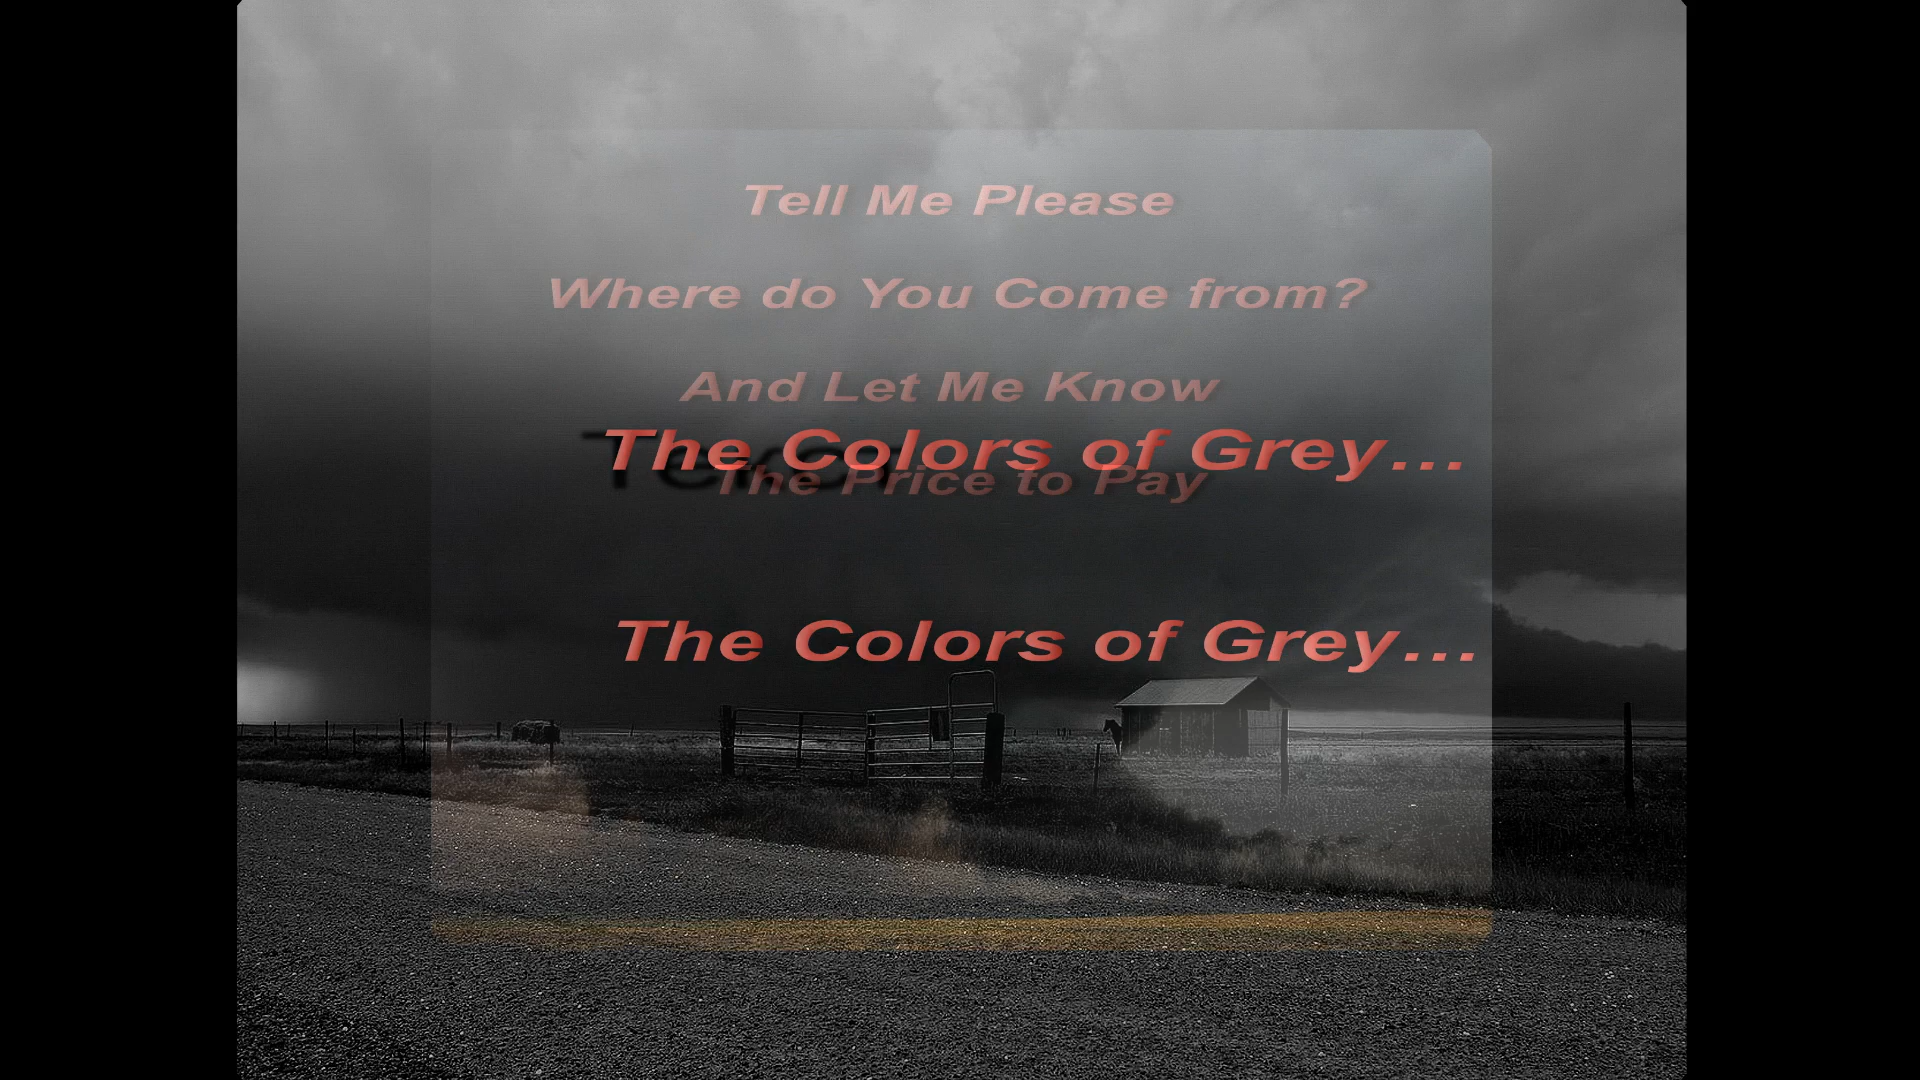 Tell Me Please
Where do You Come from?
And Let Me Know
The Colors of Grey...
The Price to Pay
The Colors of Grey...